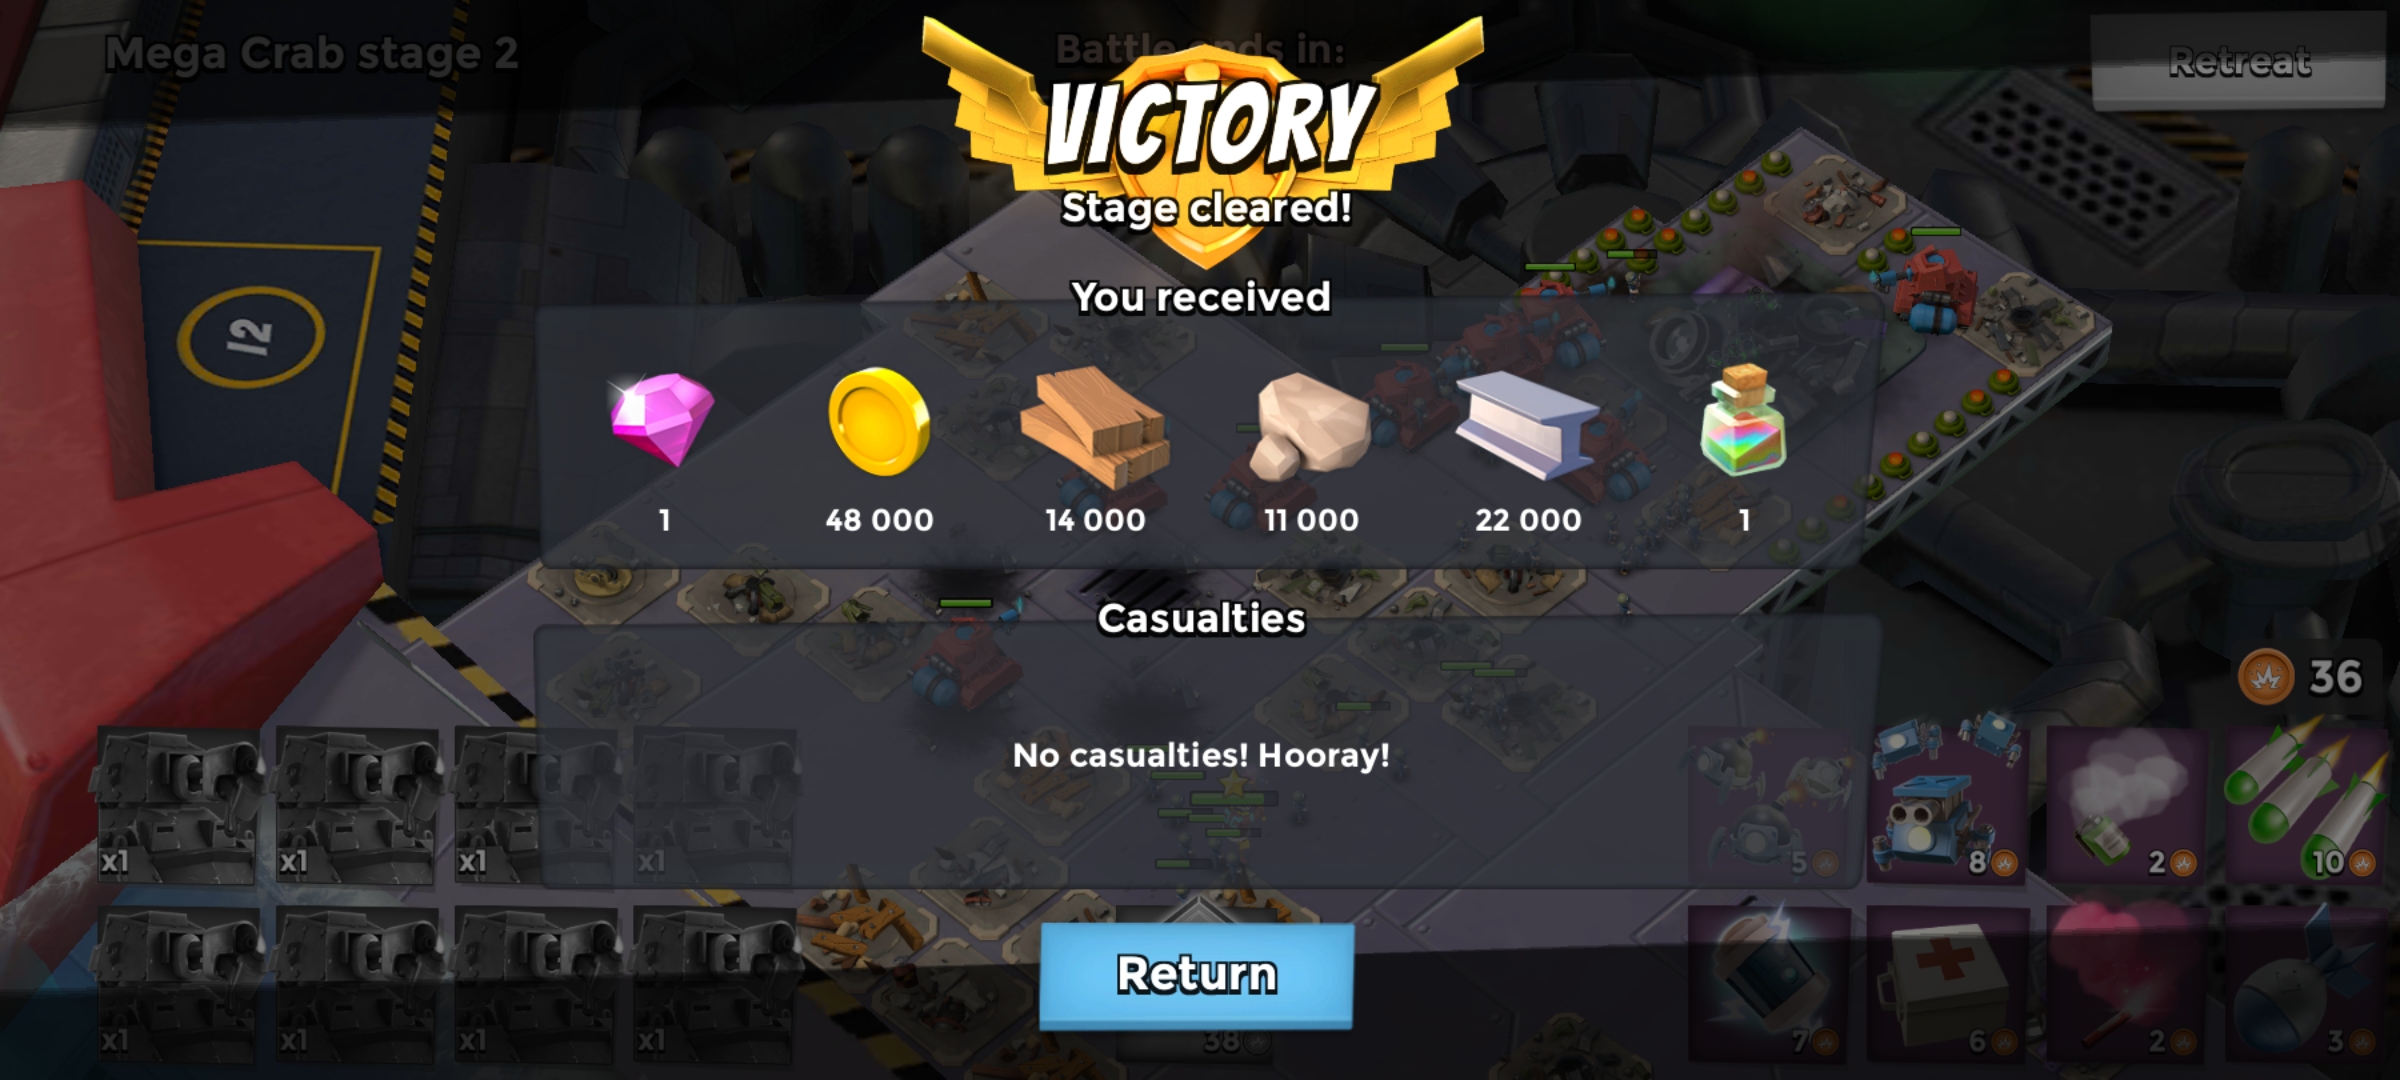 Mega Crab stage 2
Battle ends in:
Retreat
VICTORY
Stage cleared!
You received
12
1
48 000
14 000
11 000
22 000
1
Casualties
36
No casualties! Hooray!
x1
x1
x1
x1
5
8
2
10
Return
x1
x1
x1
x1
38
7
6
2
3